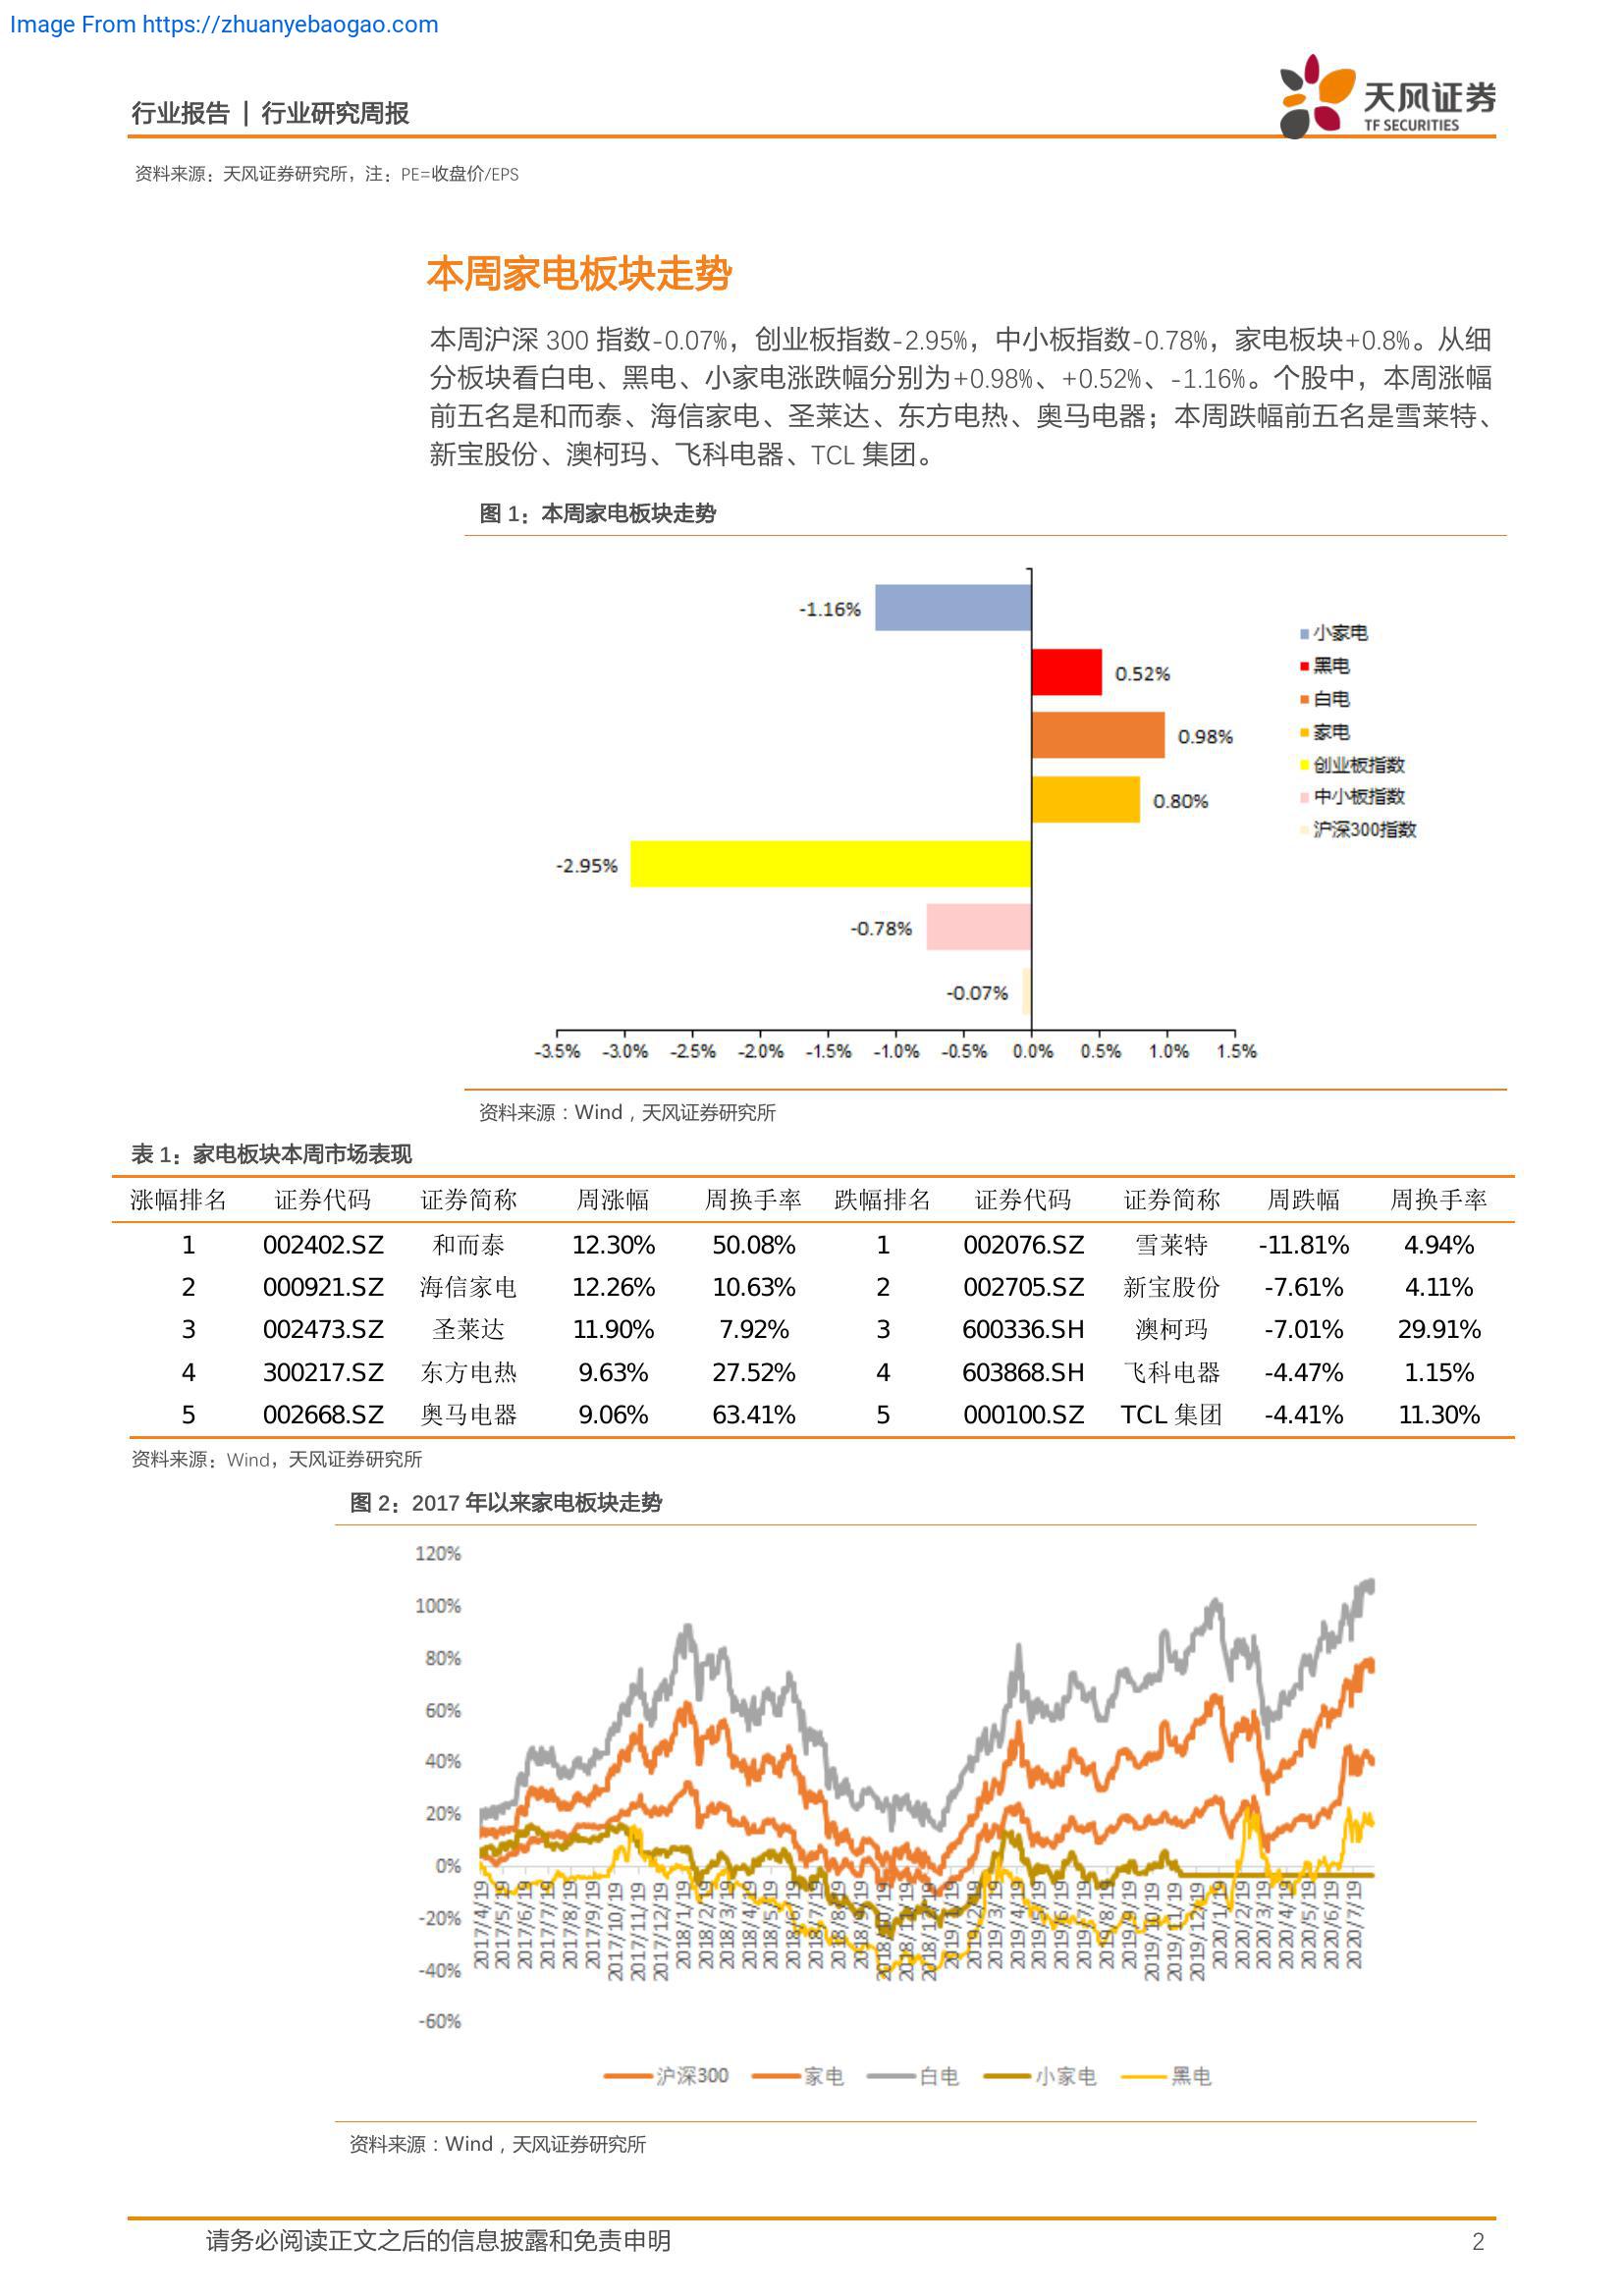 Image From https://zhuanyebaogao.com
行业报告 | 行业研究周报
天风证券
TF SECURITIES
资料来源：天风证券研究所，注：PE=收盘价/EPS
本周家电板块走势
本周沪深 300 指数-0.07%，创业板指数-2.95%，中小板指数-0.78%，家电板块+0.8%。从细
分板块看白电、黑电、小家电涨跌幅分别为+0.98%、+0.52%、-1.16%。个股中，本周涨幅
前五名是和而泰、海信家电、圣莱达、东方电热、奥马电器；本周跌幅前五名是雪莱特、
新宝股份、澳柯玛、飞科电器、TCL 集团。
图 1：本周家电板块走势
-1.16%
0.52%
0.98%
0.80%
-2.95%
-0.78%
-0.07%
小家电
黑电
白电
家电
创业板指数
中小板指数
沪深300指数
-3.5% -3.0% -2.5% -2.0% -1.5% -1.0% -0.5% 0.0% 0.5% 1.0% 1.5%
资料来源：Wind，天风证券研究所
表 1：家电板块本周市场表现
涨幅排名 证券代码 证券简称 周涨幅 周换手率 跌幅排名 证券代码 证券简称 周跌幅 周换手率
1 002402.SZ 和而泰 12.30% 50.08% 1 002076.SZ 雪莱特 -11.81% 4.94%
2 000921.SZ 海信家电 12.26% 10.63% 2 002705.SZ 新宝股份 -7.61% 4.11%
3 002473.SZ 圣莱达 11.90% 7.92% 3 600336.SH 澳柯玛 -7.01% 29.91%
4 300217.SZ 东方电热 9.63% 27.52% 4 603868.SH 飞科电器 -4.47% 1.15%
5 002668.SZ 奥马电器 9.06% 63.41% 5 000100.SZ TCL 集团 -4.41% 11.30%
资料来源：Wind，天风证券研究所
图 2：2017 年以来家电板块走势
120%
100%
80%
60%
40%
20%
0%
-20%
-40%
-60%
2017/4/19 2017/5/19 2017/6/19 2017/7/19 2017/8/19 2017/9/19 2017/10/19 2017/11/19 2017/12/19 2018/1/19 2018/2/19 2018/3/19 2018/4/19 2018/5/19 2018/6/19 2018/7/19 2018/8/19 2018/9/19 2018/10/19 2018/11/19 2018/12/19 2019/1/19 2019/2/19 2019/3/19 2019/4/19 2019/5/19 2019/6/19 2019/7/19 2019/8/19 2019/9/19 2019/10/19 2019/11/19 2019/12/19 2020/1/19 2020/2/19 2020/3/19 2020/4/19 2020/5/19 2020/6/19 2020/7/19
沪深300 家电 白电 小家电 黑电
资料来源：Wind，天风证券研究所
请务必阅读正文之后的信息披露和免责申明
2